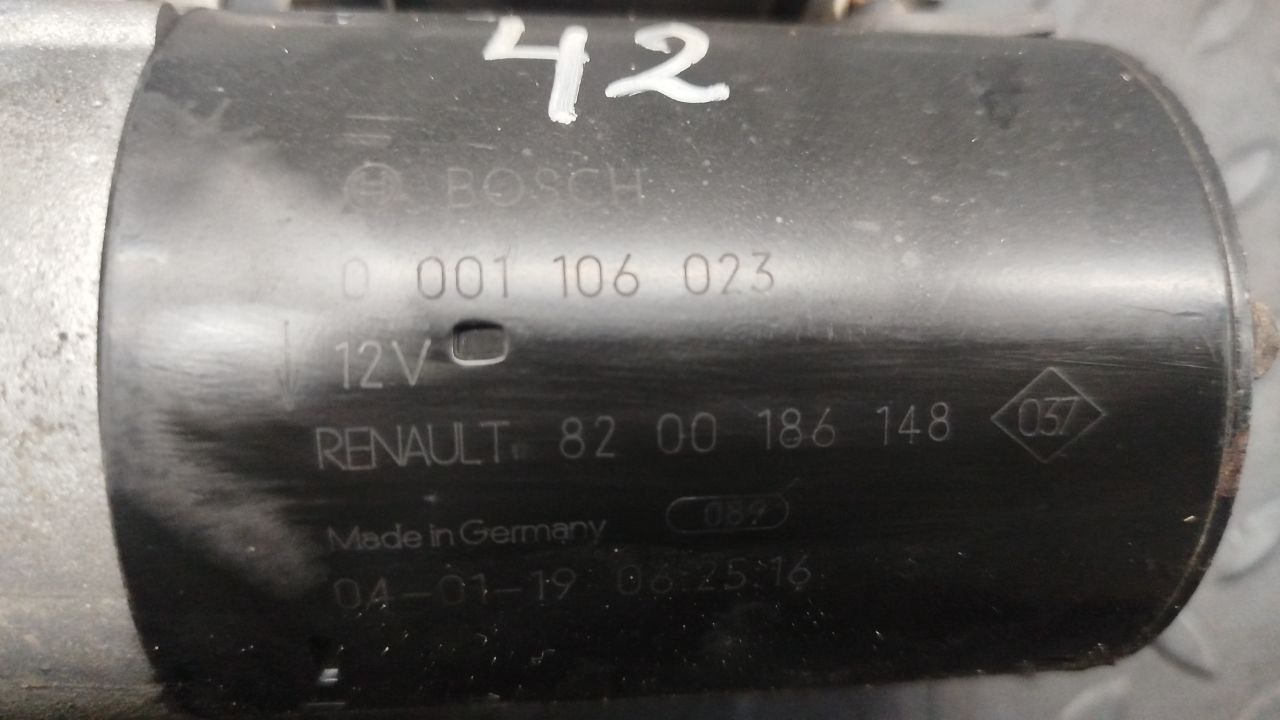 42
BOSCH
0 001 106 023
12V
RENAULT 82 00 186 148 037
Made in Germany 089
04-01-19 06:25:16